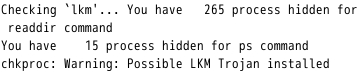 Checking `lkm'... You have   265 process hidden for
 readdir command
You have    15 process hidden for ps command
chkproc: Warning: Possible LKM Trojan installed